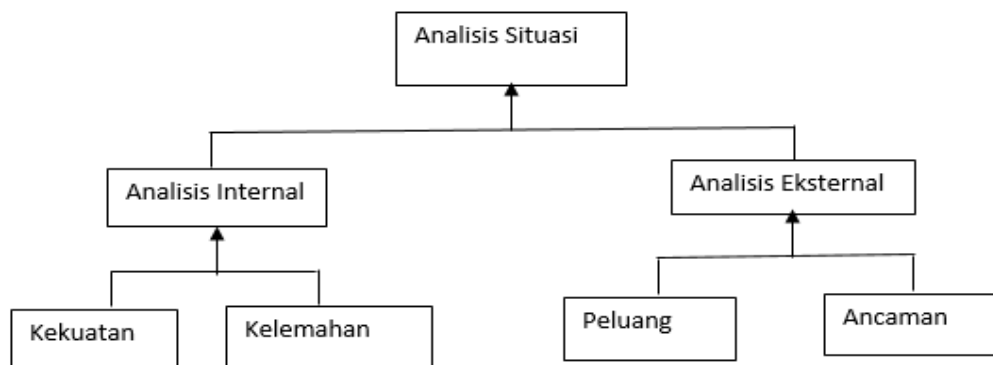 Analisis Situasi
Analisis Internal
Analisis Eksternal
Kekuatan
Kelemahan
Peluang
Ancaman